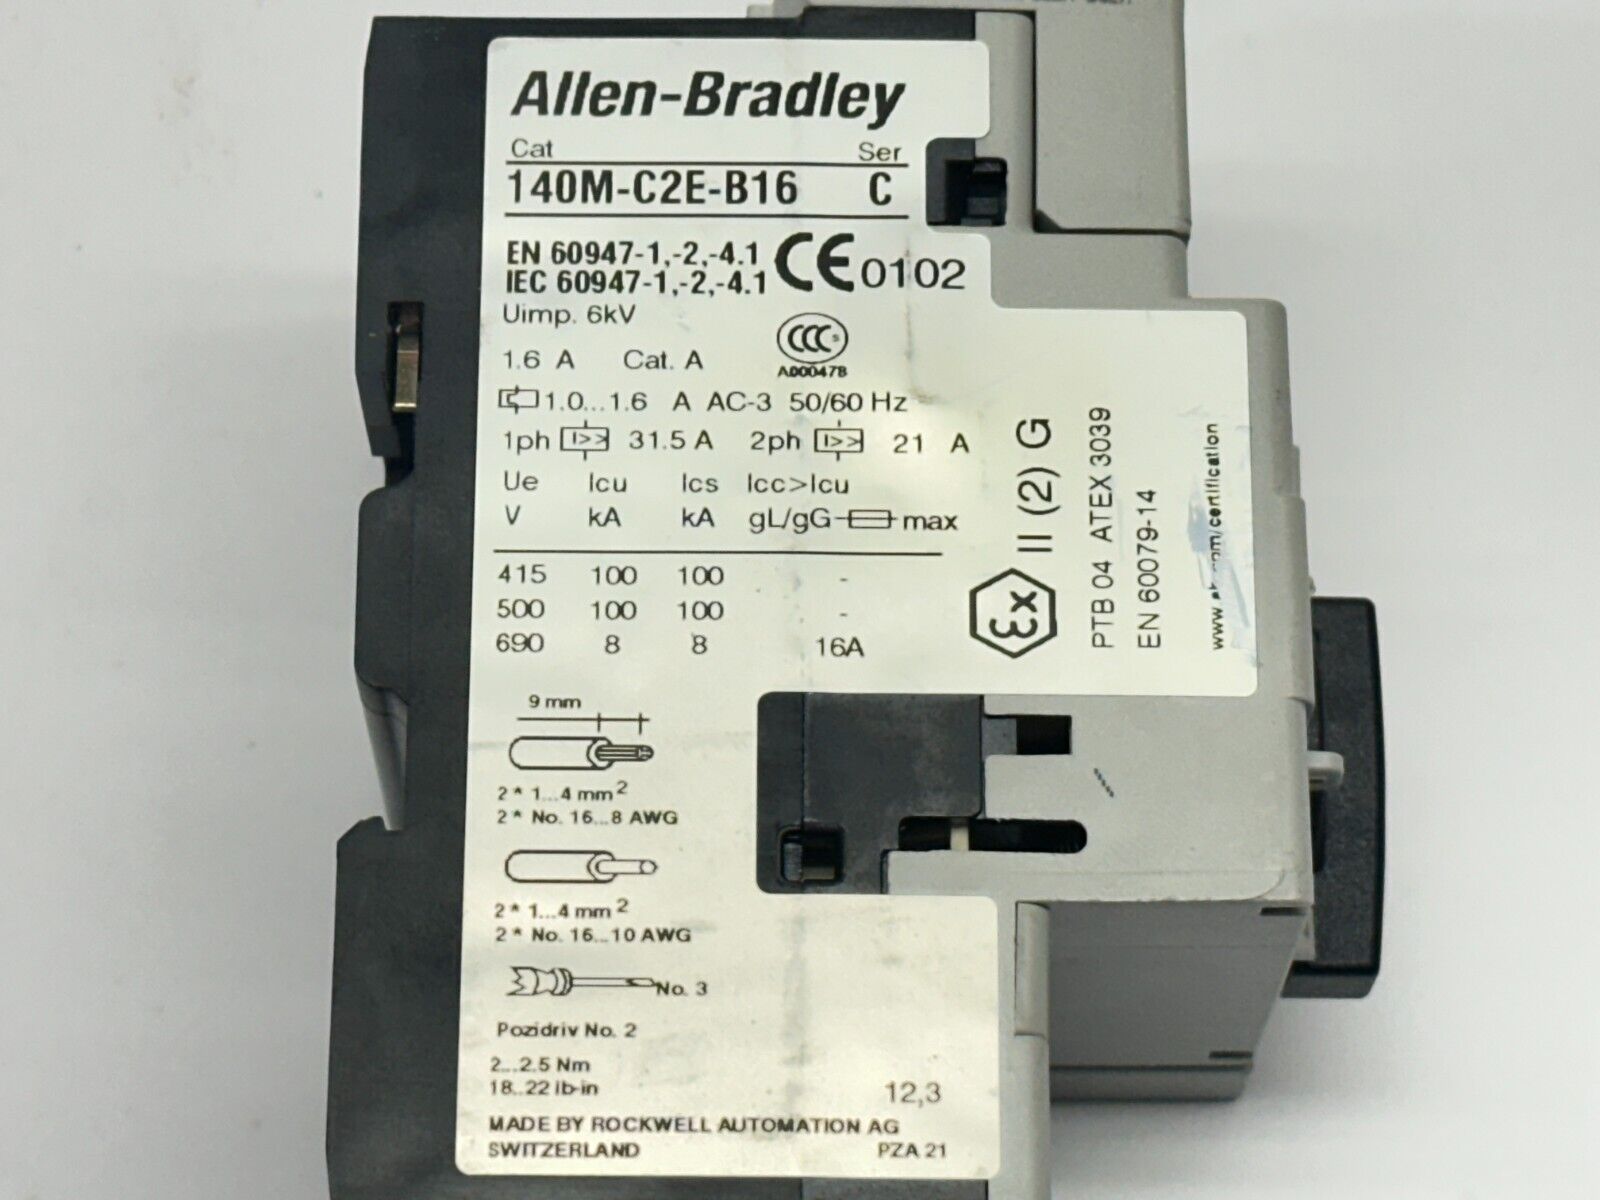 Allen-Bradley
Cat Ser
140M-C2E-B16 C
EN 60947-1,-2,-4.1
IEC 60947-1,-2,-4.1
CE 0102
Uimp. 6kV
CCC S
A000478
1.6 A Cat. A
1.0...1.6 A AC-3 50/60 Hz
1ph I>> 31.5 A 2ph I>> 21 A
Ue Icu Ics Icc>Icu
V kA kA gL/gG max
415 100 100 -
500 100 100 -
690 8 8 16A
Ex II (2) G
PTB 04 ATEX 3039
EN 60079-14
9 mm
2 * 1...4 mm2
2 * No. 16...8 AWG
2 * 1...4 mm2
2 * No. 16...10 AWG
No. 3
Pozidriv No. 2
2...2.5 Nm
18...22 lb-in
12,3
MADE BY ROCKWELL AUTOMATION AG
SWITZERLAND PZA 21